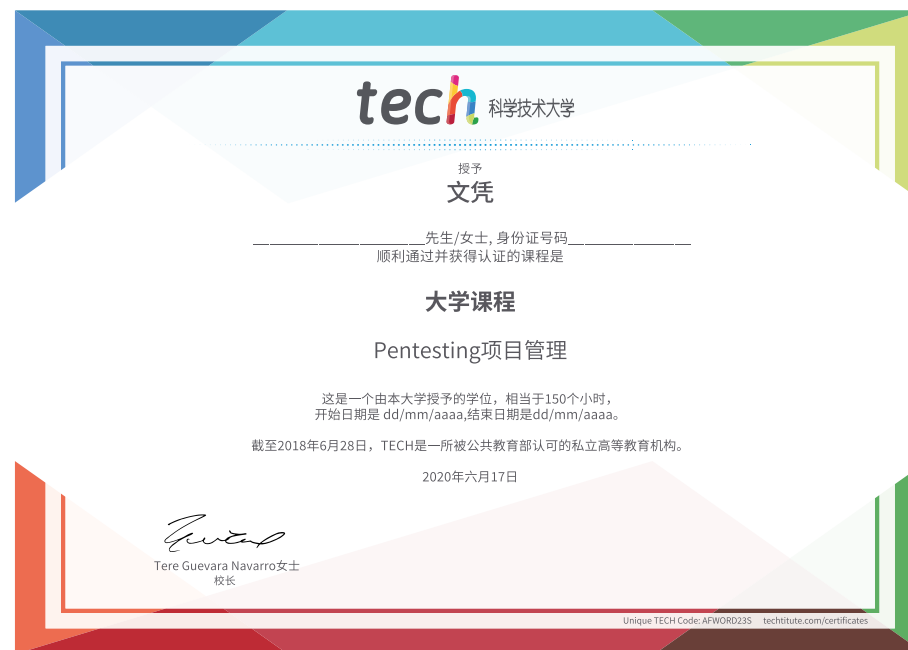 tech 科学技术大学
授予
文凭
______________________先生/女士, 身份证号码________________
顺利通过并获得认证的课程是
大学课程
Pentesting项目管理
这是一个由本大学授予的学位，相当于150个小时，
开始日期是 dd/mm/aaaa,结束日期是dd/mm/aaaa。
截至2018年6月28日，TECH是一所被公共教育部认可的私立高等教育机构。
2020年六月17日
Tere Guevara Navarro女士
校长
Unique TECH Code: AFWORD23S techtitute.com/certificates